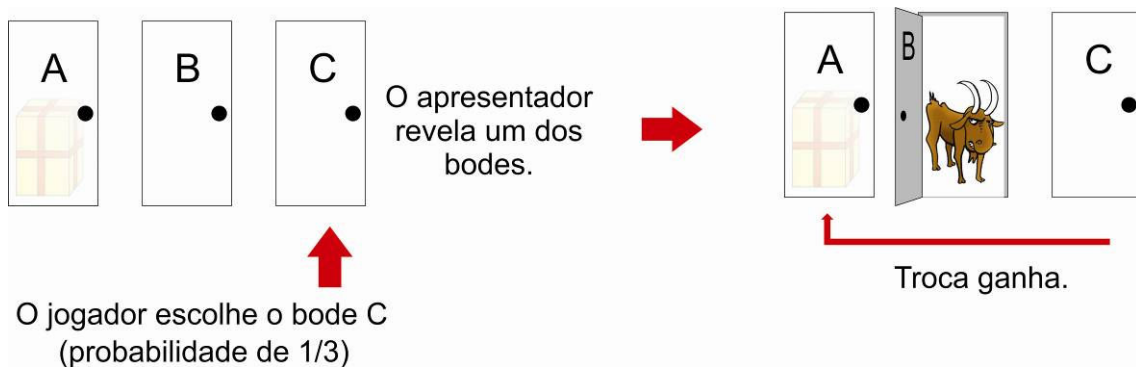 A
B
C
O apresentador
revela um dos
bodes.
O jogador escolhe o bode C
(probabilidade de 1/3)
A
B
C
Troca ganha.